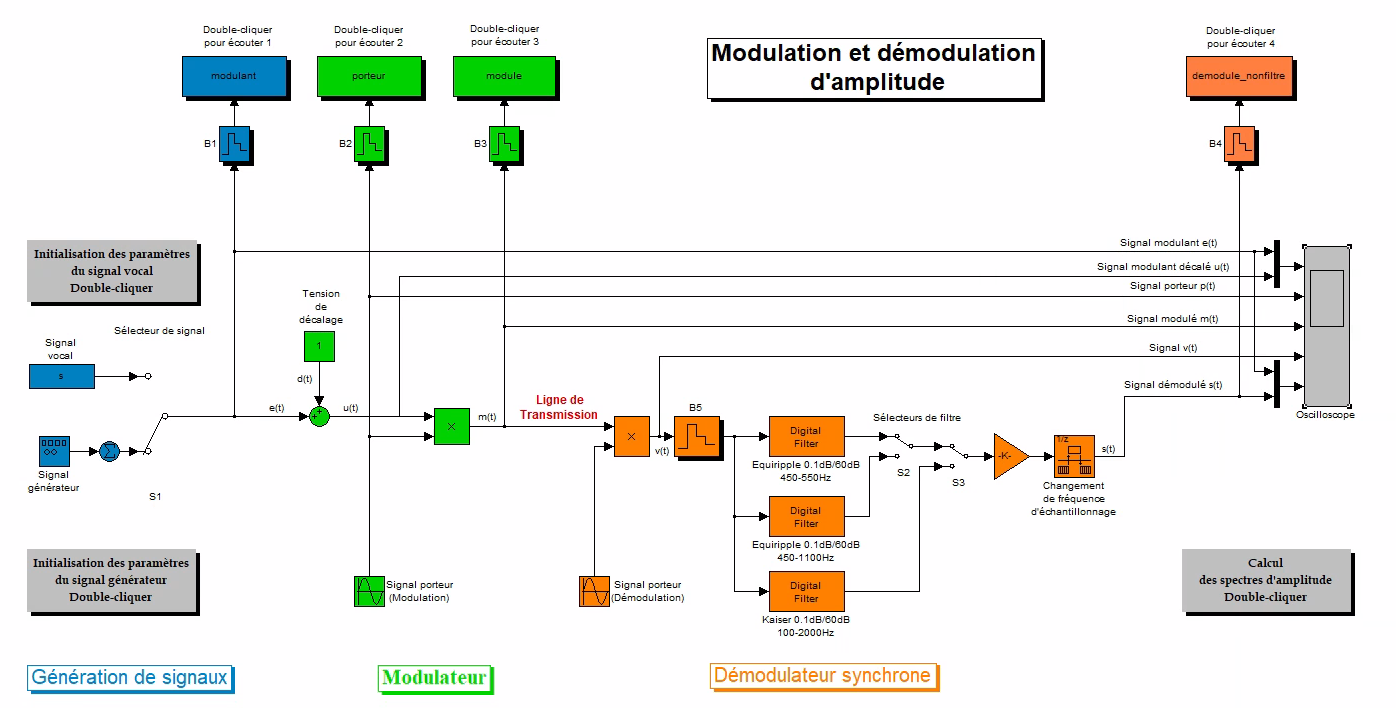 Double-cliquer
pour écouter 1
Double-cliquer
pour écouter 2
Double-cliquer
pour écouter 3
Double-cliquer
pour écouter 4
Modulation et démodulation
d'amplitude
modulant
porteur
module
demodule_nonfiltre
B1
B2
B3
B4
Initialisation des paramètres
du signal vocal
Double-cliquer
Signal modulant e(t)
Signal modulant décalé u(t)
Signal porteur p(t)
Signal modulé m(t)
Signal v(t)
Signal démodulé s(t)
Oscilloscope
Tension
de
décalage
1
d(t)
Sélecteur de signal
Signal
vocal
s
e(t)
u(t)
m(t)
Ligne de
Transmission
Signal
générateur
S1
v(t)
B5
Sélecteurs de filtre
Digital
Filter
Equiripple 0.1dB/60dB
450-550Hz
Digital
Filter
Equiripple 0.1dB/60dB
450-1100Hz
Digital
Filter
Kaiser 0.1dB/60dB
100-2000Hz
S2
S3
-K-
1/z
s(t)
Changement
de fréquence
d'échantillonnage
Initialisation des paramètres
du signal générateur
Double-cliquer
Signal porteur
(Modulation)
Signal porteur
(Démodulation)
Calcul
des spectres d'amplitude
Double-cliquer
Génération de signaux
Modulateur
Démodulateur synchrone